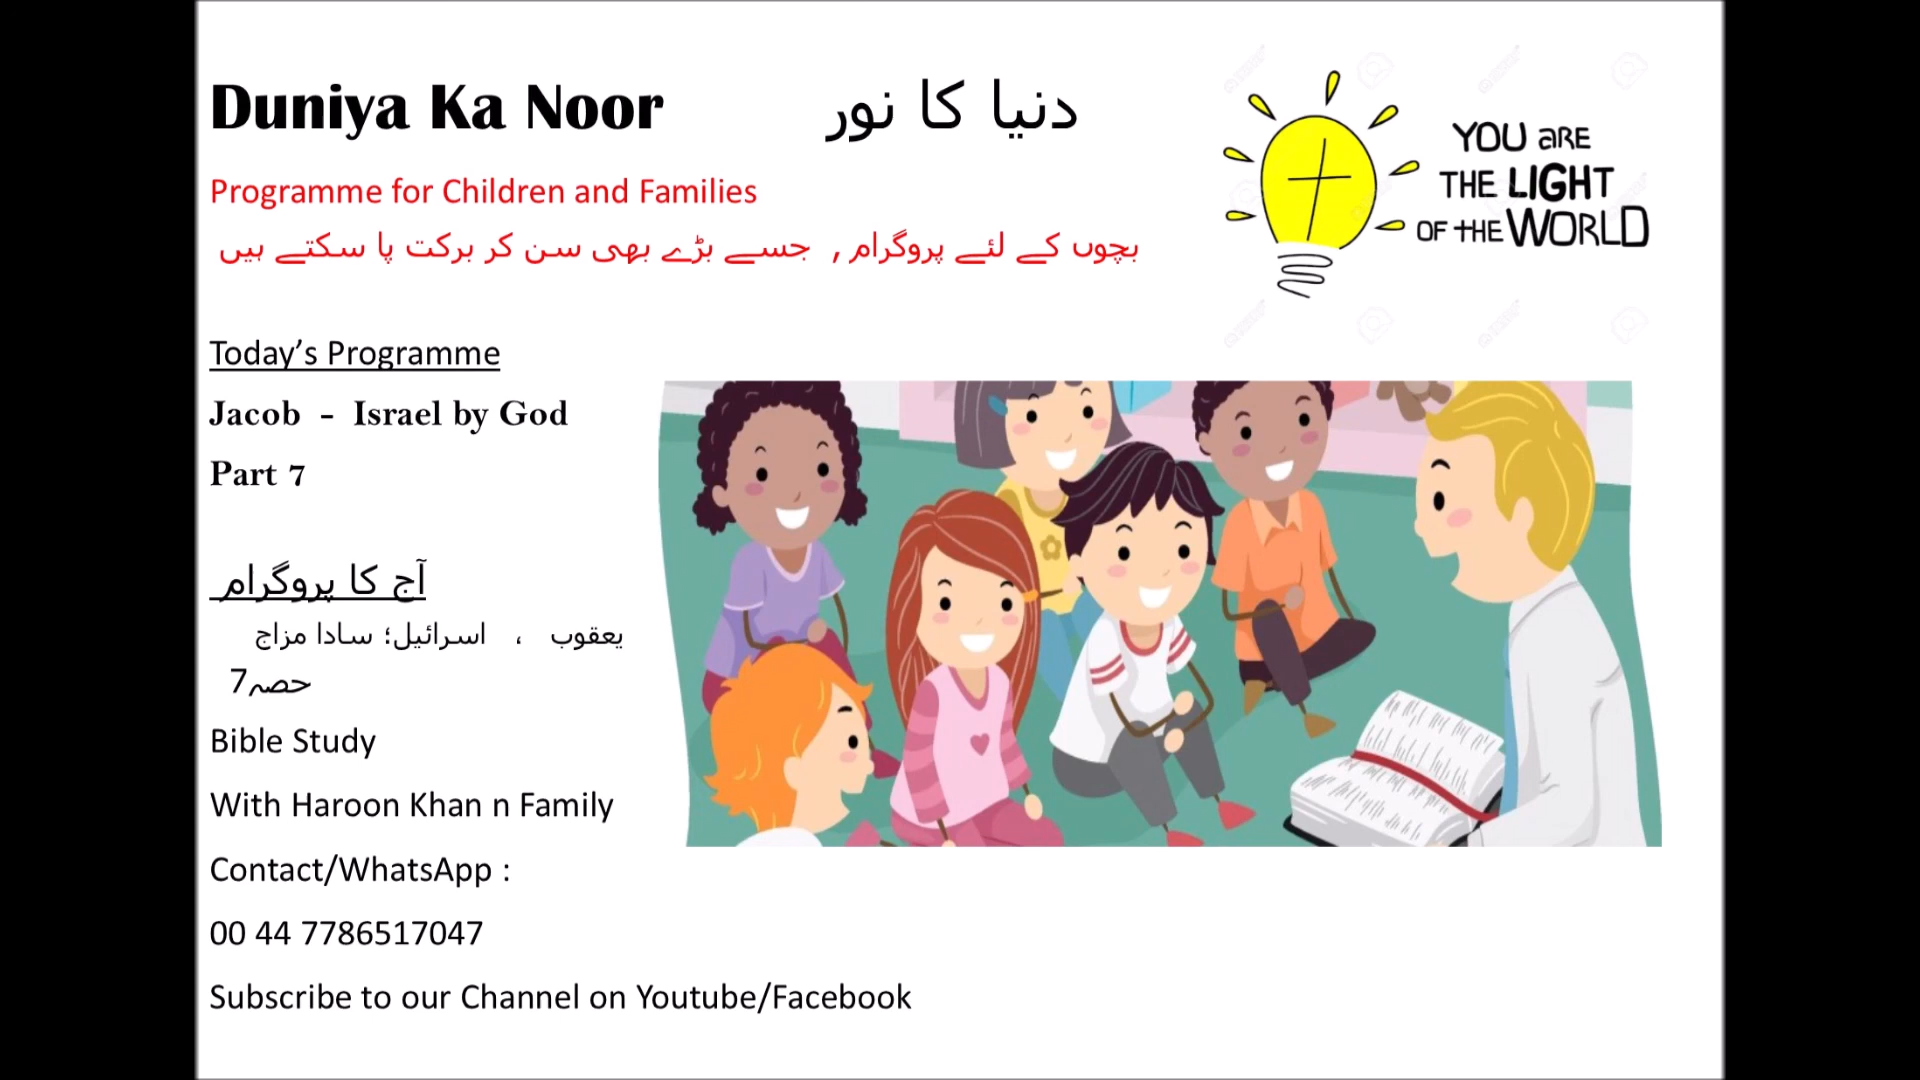 Duniya Ka Noor
دنیا کا نور
YOU ARE
THE LIGHT
OF THE WORLD
Programme for Children and Families
بچوں کے لئے پروگرام , جسے بڑے بھی سن کر برکت پا سکتے ہیں
Today’s Programme
Jacob - Israel by God
Part 7
آج کا پروگرام
یعقوب ، اسرائیل؛ سادا مزاج
حصہ7
Bible Study
With Haroon Khan n Family
Contact/WhatsApp :
00 44 7786517047
Subscribe to our Channel on Youtube/Facebook